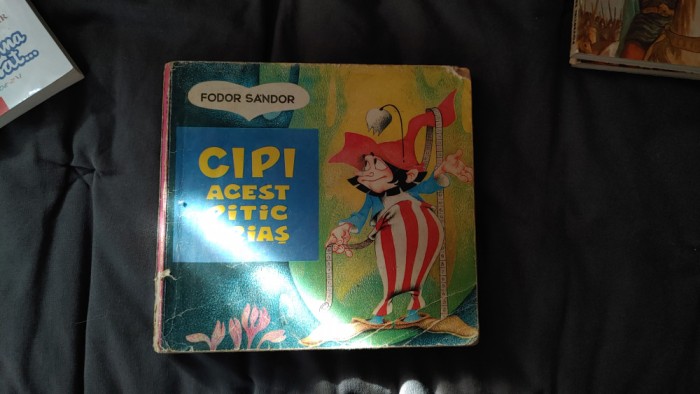 FODOR SÁNDOR
CIPI
ACEST
PITIC
URIAȘ